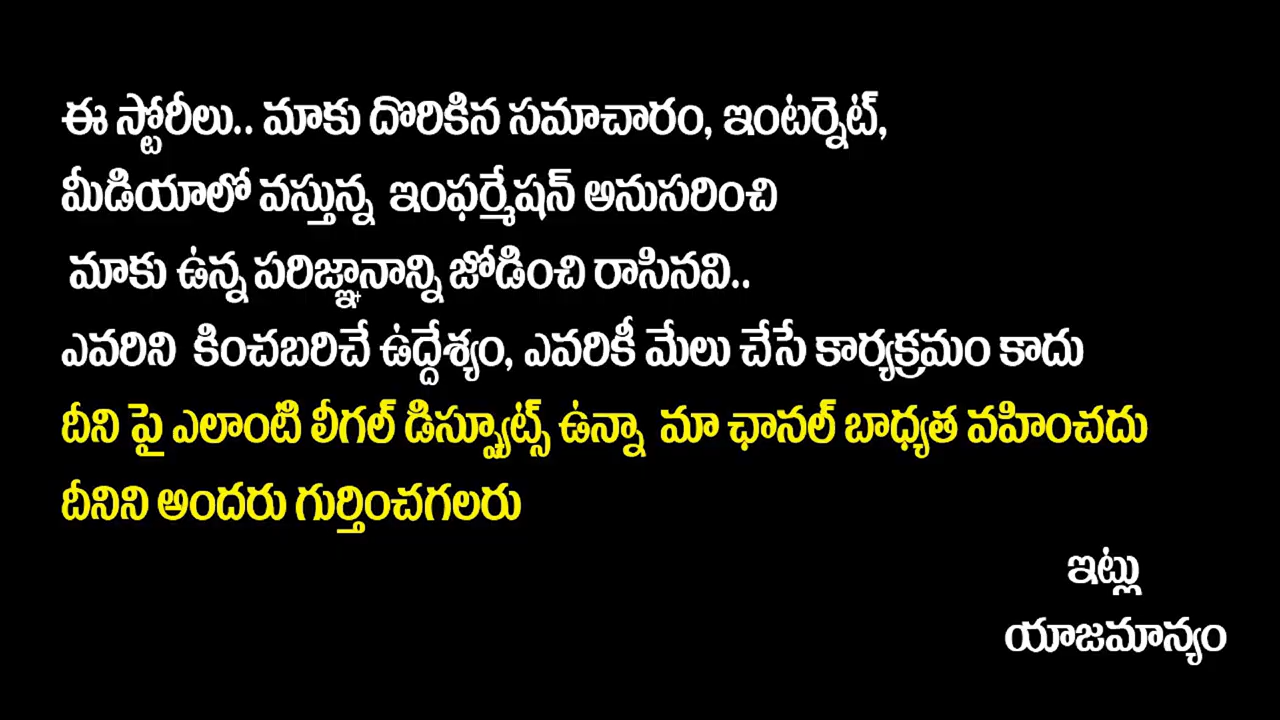 ఈ స్టోరీలు.. మాకు దొరికిన సమాచారం, ఇంటర్నెట్,
మీడియాలో వస్తున్న ఇంఫర్మేషన్ అనుసరించి
మాకు ఉన్న పరిజ్ఞానాన్ని జోడించి రాసినవి..
ఎవరిని కించబరిచే ఉద్దేశ్యం, ఎవరికీ మేలు చేసే కార్యక్రమం కాదు
దీని పై ఎలాంటి లీగల్ డిస్ప్యూట్స్ ఉన్నా మా ఛానల్ బాధ్యత వహించదు
దీనిని అందరు గుర్తించగలరు
ఇట్లు
యాజమాన్యం